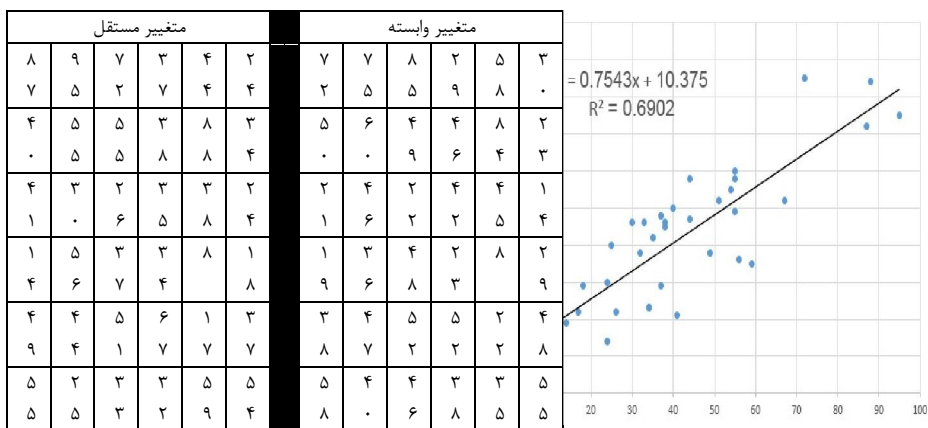 متغییر وابسته متغییر مستقل
۳ ۵ ۲ ۸ ۷ ۷ ۲ ۴ ۳ ۷ ۹ ۸
۰ ۸ ۹ ۵ ۵ ۲ ۴ ۴ ۷ ۲ ۵ ۷
۲ ۸ ۴ ۴ ۶ ۵ ۳ ۸ ۳ ۵ ۵ ۴
۳ ۴ ۶ ۹ ۰ ۰ ۴ ۸ ۸ ۵ ۵ ۰
۱ ۴ ۴ ۲ ۴ ۲ ۲ ۳ ۳ ۲ ۳ ۴
۴ ۵ ۲ ۲ ۶ ۱ ۴ ۸ ۵ ۶ ۰ ۱
۲ ۸ ۲ ۴ ۳ ۱ ۱ ۸ ۳ ۳ ۵ ۱
۹ ۳ ۸ ۶ ۹ ۸ ۴ ۷ ۶ ۴
۴ ۲ ۵ ۵ ۴ ۳ ۳ ۱ ۶ ۵ ۴ ۴
۸ ۲ ۲ ۲ ۷ ۸ ۷ ۷ ۷ ۱ ۴ ۹
۵ ۳ ۳ ۴ ۴ ۵ ۵ ۵ ۳ ۳ ۲ ۵
۵ ۵ ۸ ۶ ۰ ۸ ۴ ۹ ۲ ۳ ۵ ۵
= 0.7543x + 10.375
R² = 0.6902
20 30 40 50 60 70 80 90 100